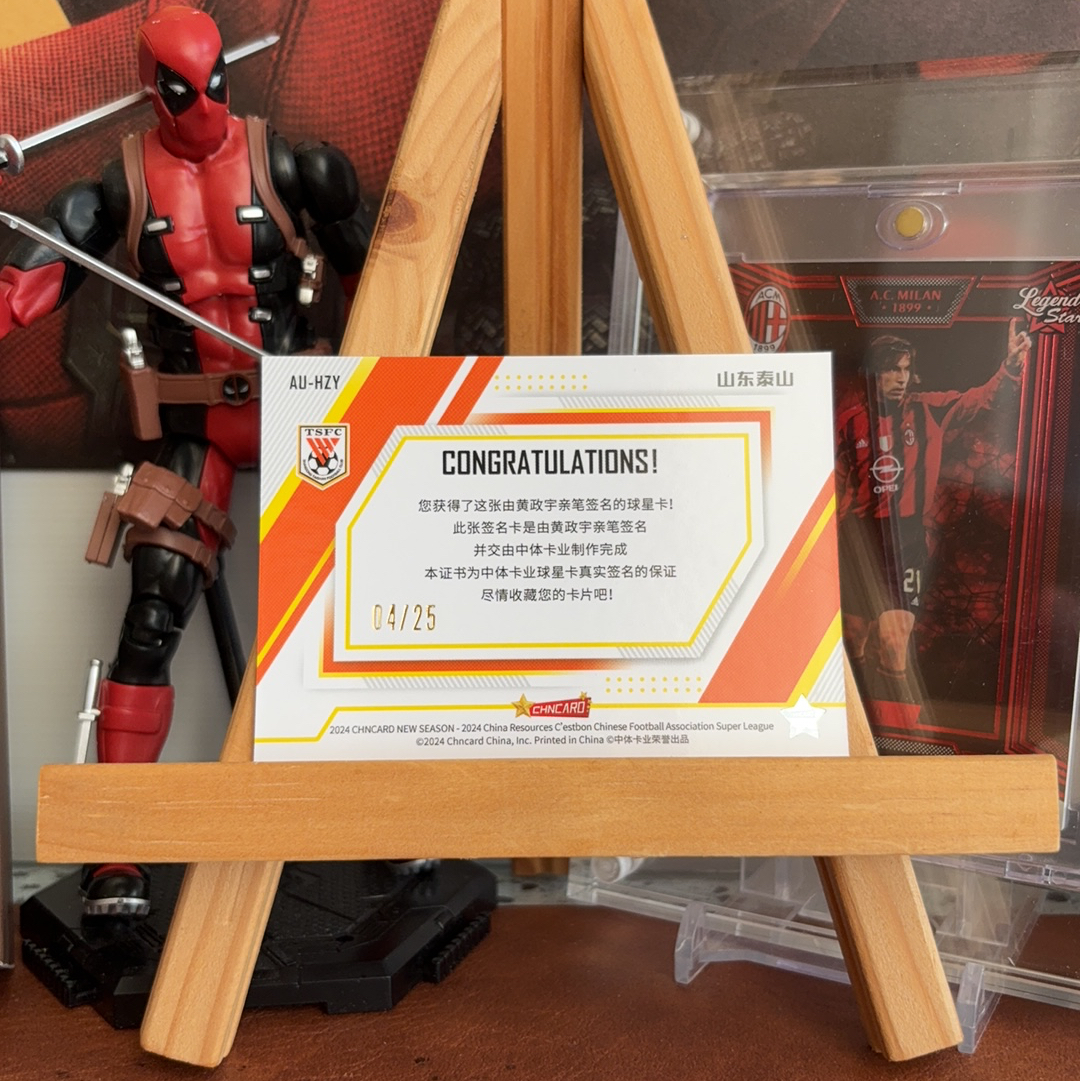 AU-HZY
山东泰山
TSFC
CONGRATULATIONS!
您获得了这张由黄政宇亲笔签名的球星卡!
此张签名卡是由黄政宇亲笔签名
并交由中体卡业制作完成
本证书为中体卡业球星卡真实签名的保证
尽情收藏您的卡片吧!
04/25
CHNCARD
2024 CHNCARD NEW SEASON - 2024 China Resources C'estbon Chinese Football Association Super League
©2024 Chncard China, Inc. Printed in China ©中体卡业荣誉出品
ACM
1899
A.C. MILAN
· 1899 ·
Legend
Star
OPEL
21